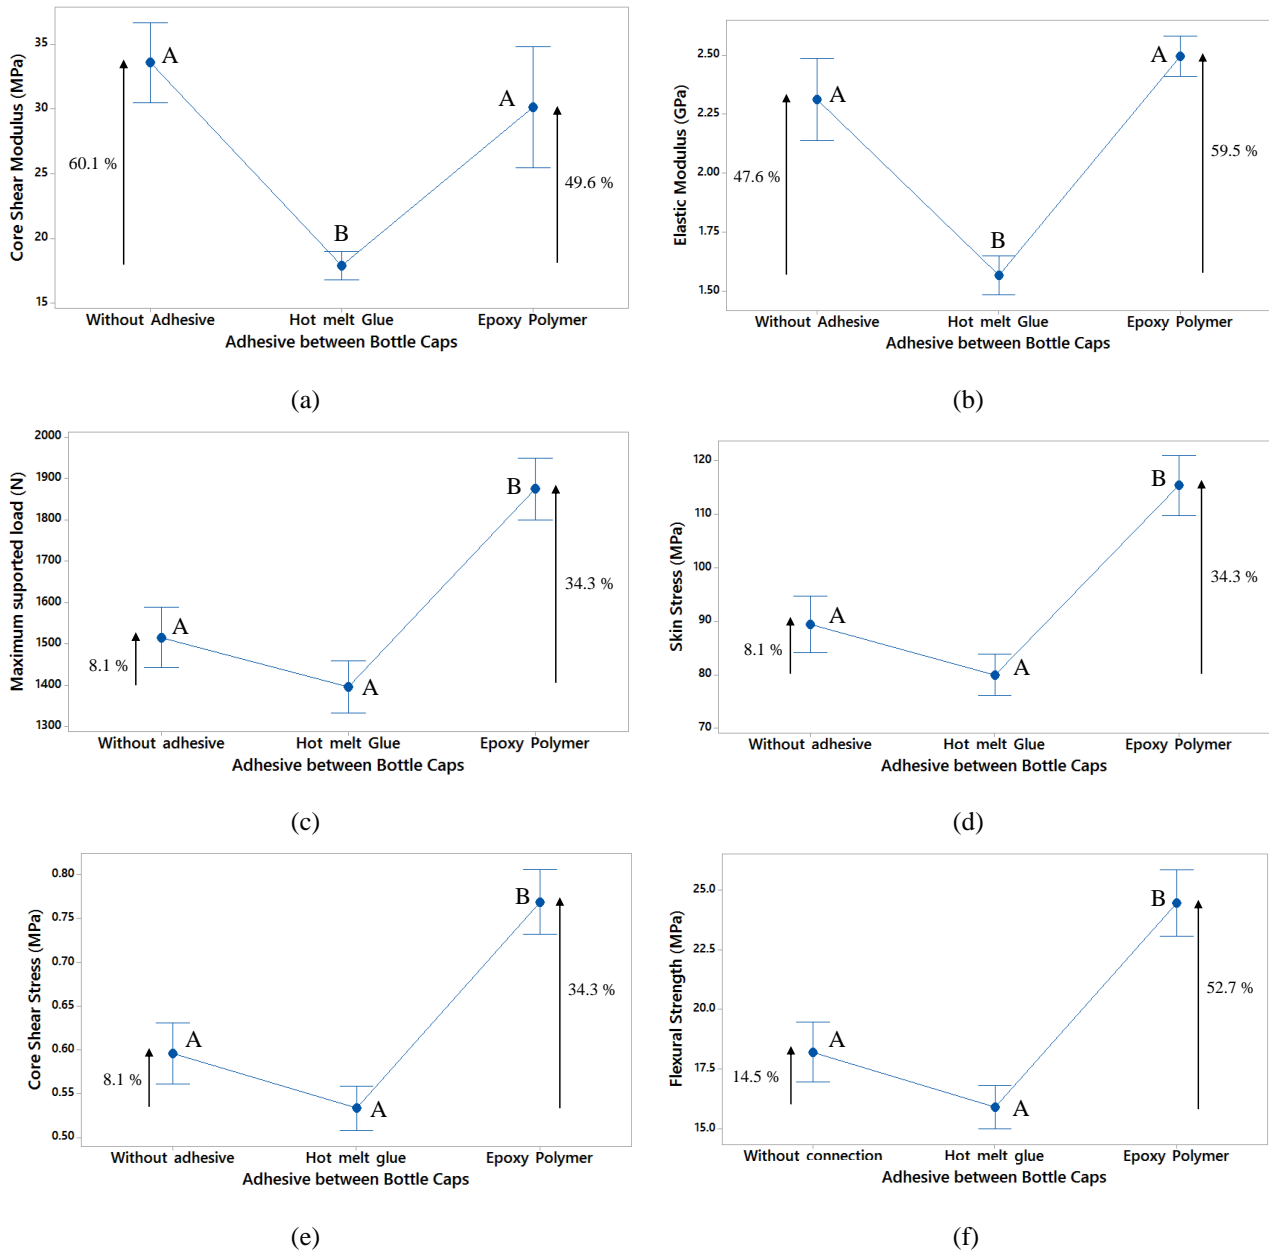 Core Shear Modulus (MPa)
35
30
25
20
15
A
B
A
60.1 %
49.6 %
Without Adhesive
Hot melt Glue
Epoxy Polymer
Adhesive between Bottle Caps
(a)
Elastic Modulus (GPa)
2.50
2.25
2.00
1.75
1.50
A
B
A
47.6 %
59.5 %
Without Adhesive
Hot melt Glue
Epoxy Polymer
Adhesive between Bottle Caps
(b)
Maximum suported load (N)
2000
1900
1800
1700
1600
1500
1400
1300
A
A
B
8.1 %
34.3 %
Without adhesive
Hot melt Glue
Epoxy Polymer
Adhesive between Bottle Caps
(c)
Skin Stress (MPa)
120
110
100
90
80
70
A
A
B
8.1 %
34.3 %
Without adhesive
Hot melt Glue
Epoxy Polymer
Adhesive between Bottle Caps
(d)
Core Shear Stress (MPa)
0.80
0.75
0.70
0.65
0.60
0.55
0.50
A
A
B
8.1 %
34.3 %
Without adhesive
Hot melt glue
Epoxy Polymer
Adhesive between Bottle Caps
(e)
Flexural Strength (MPa)
25.0
22.5
20.0
17.5
15.0
A
A
B
14.5 %
52.7 %
Without connection
Hot melt glue
Epoxy Polymer
Adhesive between Bottle Caps
(f)